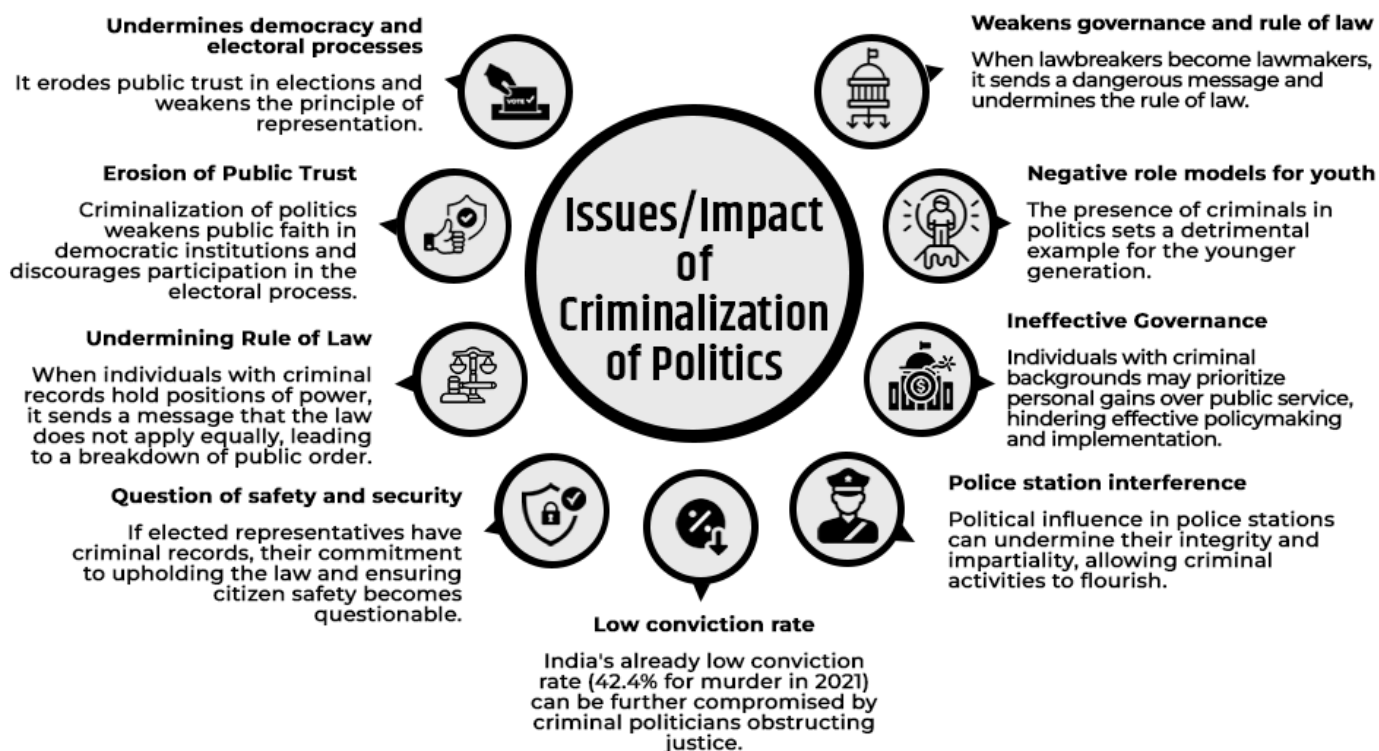 Issues/Impact
of
Criminalization
of Politics
Undermines democracy and
electoral processes
It erodes public trust in elections and
weakens the principle of
representation.
VOTE
Erosion of Public Trust
Criminalization of politics
weakens public faith in
democratic institutions and
discourages participation in the
electoral process.
Undermining Rule of Law
When individuals with criminal
records hold positions of power,
it sends a message that the law
does not apply equally, leading
to a breakdown of public order.
Question of safety and security
If elected representatives have
criminal records, their commitment
to upholding the law and ensuring
citizen safety becomes
questionable.
%
Low conviction rate
India's already low conviction
rate (42.4% for murder in 2021)
can be further compromised by
criminal politicians obstructing
justice.
Police station interference
Political influence in police stations
can undermine their integrity and
impartiality, allowing criminal
activities to flourish.
$
Ineffective Governance
Individuals with criminal
backgrounds may prioritize
personal gains over public service,
hindering effective policymaking
and implementation.
Negative role models for youth
The presence of criminals in
politics sets a detrimental
example for the younger
generation.
Weakens governance and rule of law
When lawbreakers become lawmakers,
it sends a dangerous message and
undermines the rule of law.